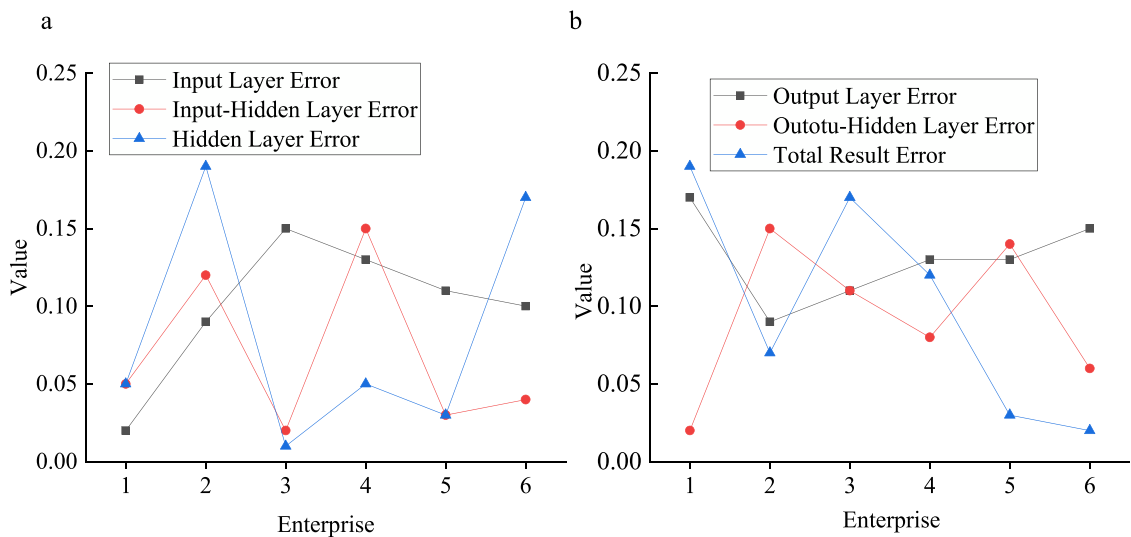 a
0.25
0.20
0.15
0.10
0.05
0.00
Value
Input Layer Error
Input-Hidden Layer Error
Hidden Layer Error
1 2 3 4 5 6
Enterprise
b
0.25
0.20
0.15
0.10
0.05
0.00
Value
Output Layer Error
Outotu-Hidden Layer Error
Total Result Error
1 2 3 4 5 6
Enterprise